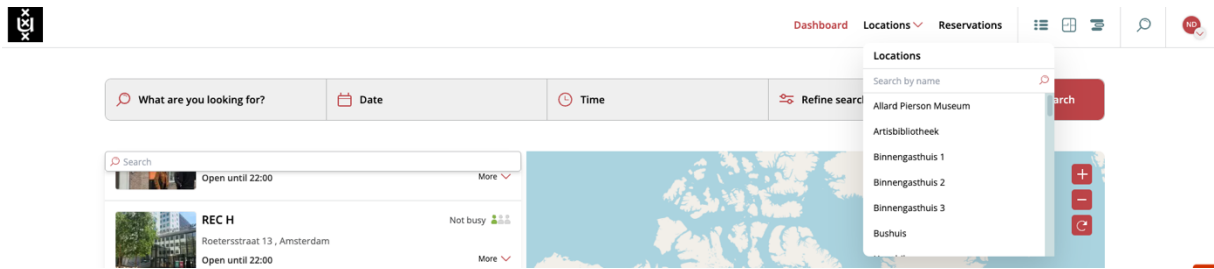 Dashboard Locations Reservations ND
Locations
Search by name
Allard Pierson Museum
Artisbibliotheek
Binnengasthuis 1
Binnengasthuis 2
Binnengasthuis 3
Bushuis
What are you looking for? Date Time Refine search arch
Search
Open until 22:00 More
REC H Not busy
Roetersstraat 13 , Amsterdam
Open until 22:00 More